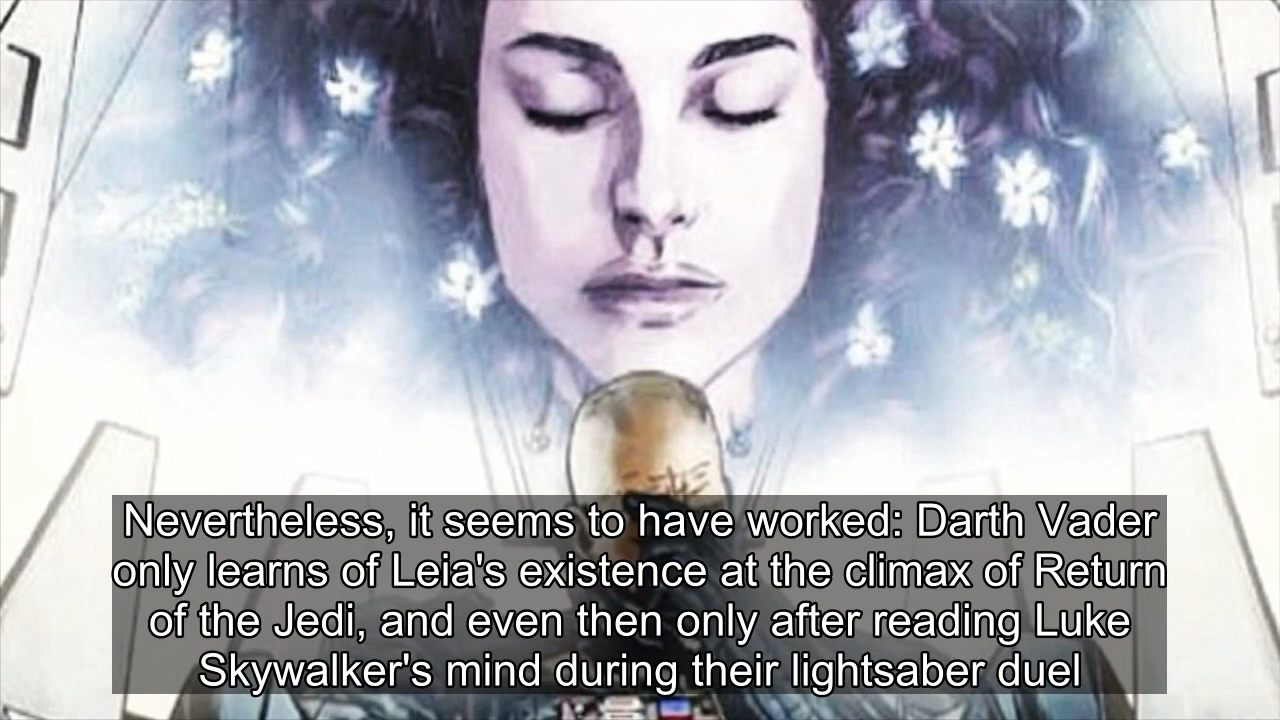 Nevertheless, it seems to have worked: Darth Vader
only learns of Leia's existence at the climax of Return
of the Jedi, and even then only after reading Luke
Skywalker's mind during their lightsaber duel